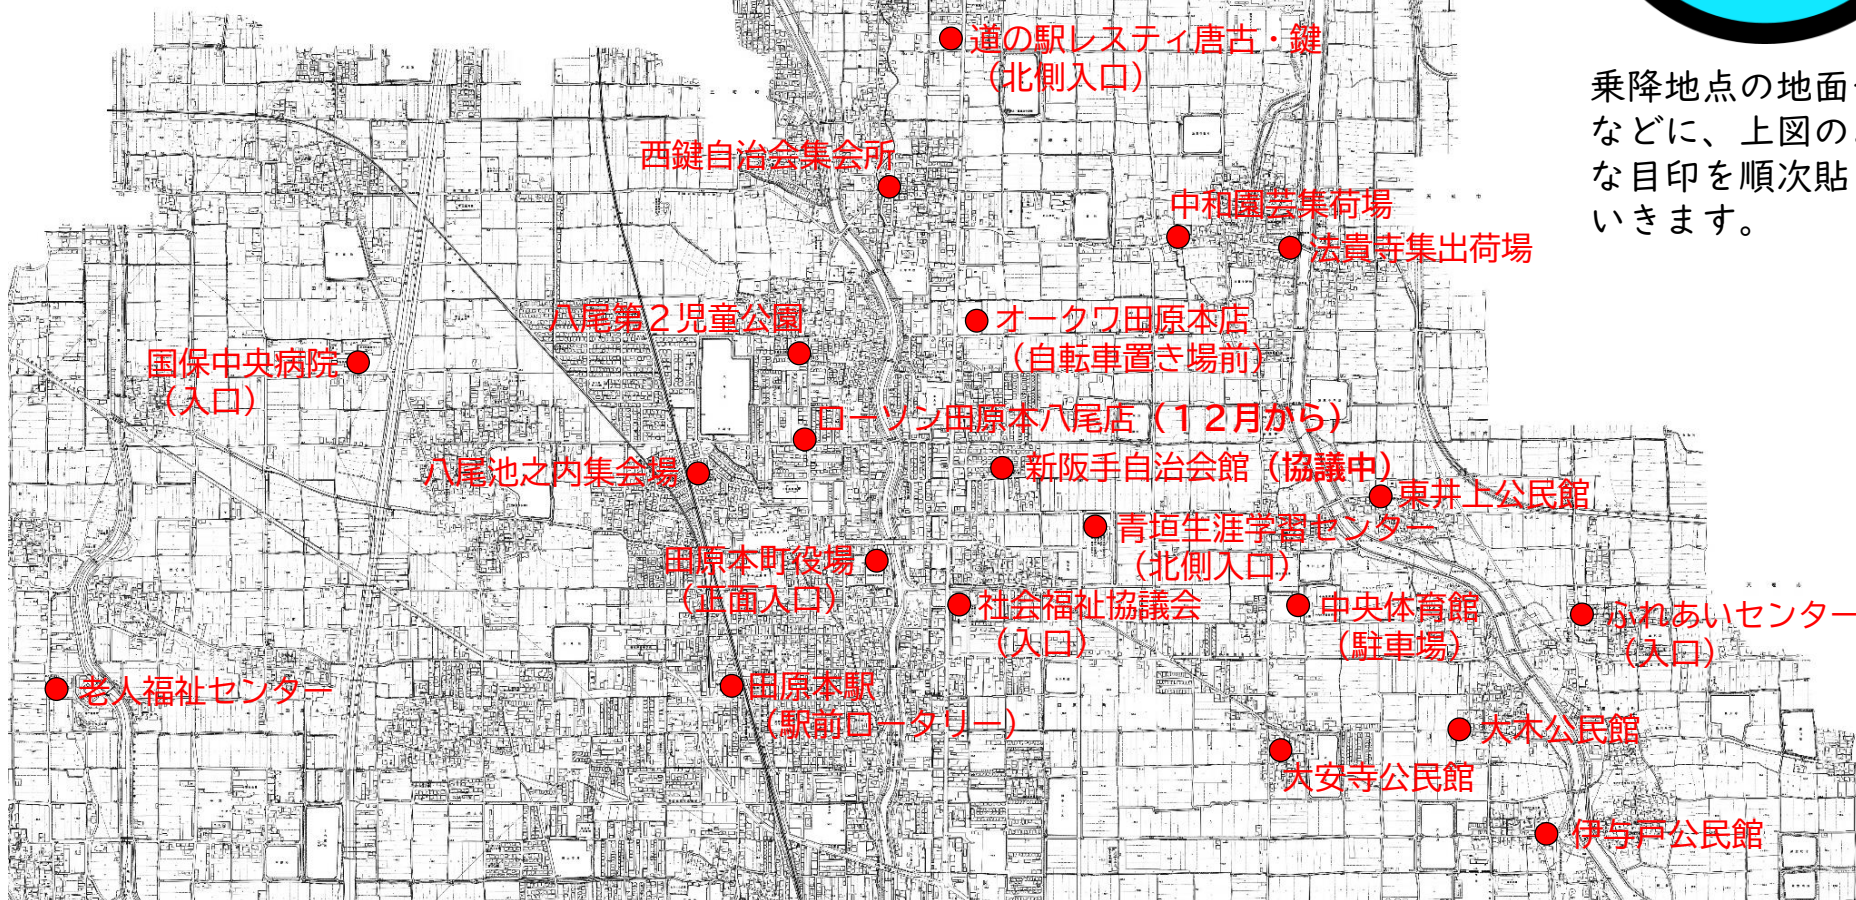 道の駅レスティ唐古・鍵
（北側入口）
乗降地点の地面
などに、上図の
な目印を順次貼
いきます。
西鍵自治会集会所
中和園芸集荷場
法貴寺集出荷場
八尾第２児童公園
オークワ田原本店
（自転車置き場前）
国保中央病院
（入口）
ローソン田原本八尾店（１２月から）
八尾池之内集会場
新阪手自治会館（協議中）
東井上公民館
青垣生涯学習センター
（北側入口）
田原本町役場
（正面入口）
社会福祉協議会
（入口）
中央体育館
（駐車場）
ふれあいセンター
（入口）
老人福祉センター
田原本駅
（駅前ロータリー）
大木公民館
大安寺公民館
伊与戸公民館